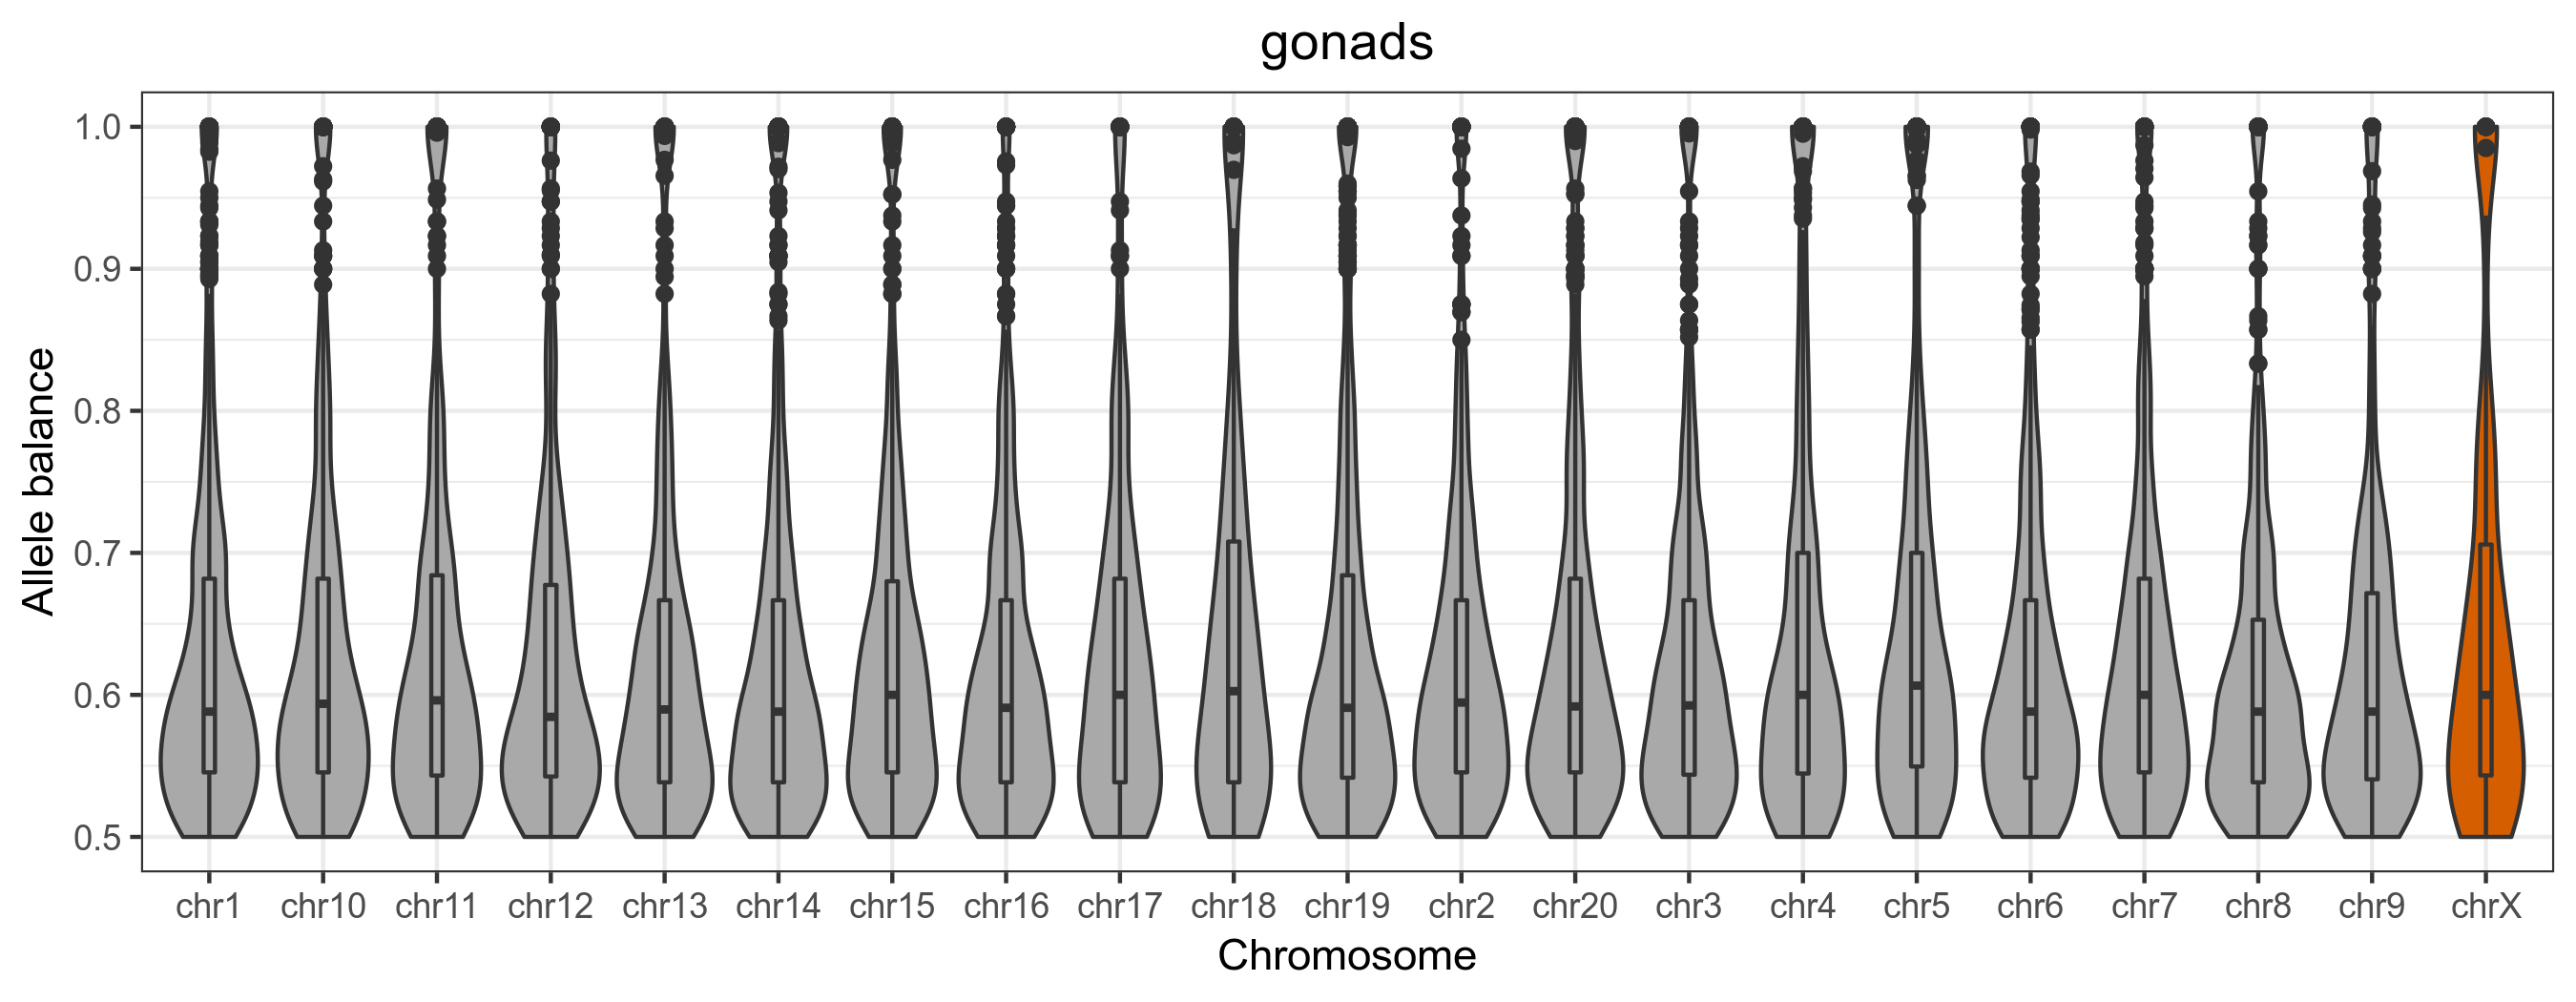 gonads
Allele balance
1.0
0.9
0.8
0.7
0.6
0.5
chr1 chr10 chr11 chr12 chr13 chr14 chr15 chr16 chr17 chr18 chr19 chr2 chr20 chr3 chr4 chr5 chr6 chr7 chr8 chr9 chrX
Chromosome